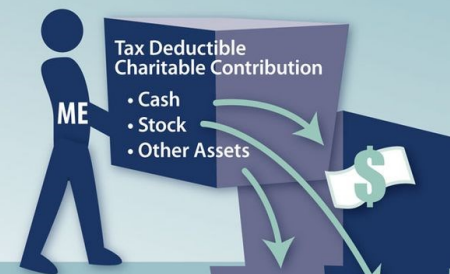 Tax Deductible
Charitable Contribution
• Cash
ME
• Stock
• Other Assets
$